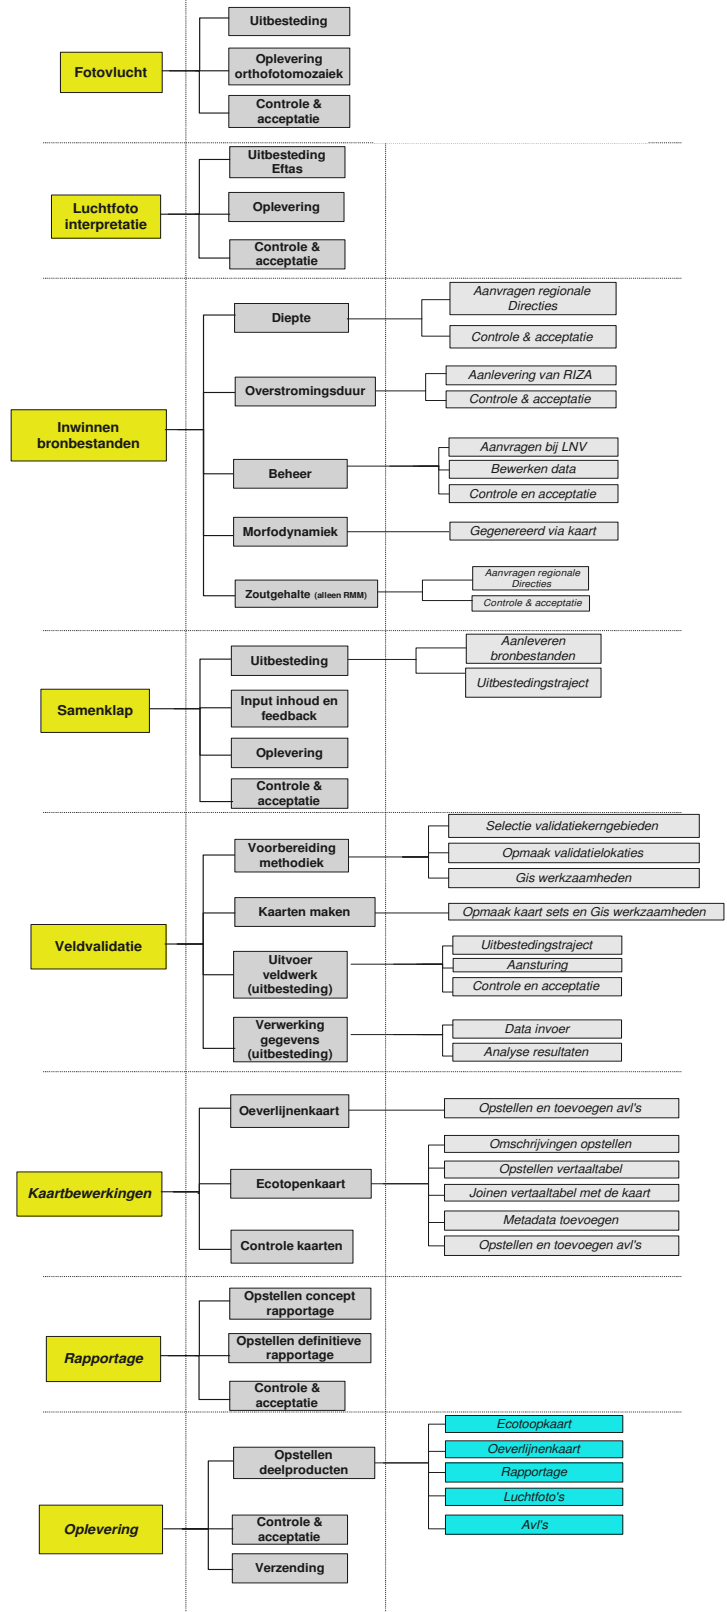 Fotovlucht
Uitbesteding
Oplevering
orthofotomozaiek
Controle &
acceptatie
Luchtfoto
interpretatie
Uitbesteding
Eftas
Oplevering
Controle &
acceptatie
Inwinnen
bronbestanden
Diepte
Aanvragen regionale
Directies
Controle & acceptatie
Overstromingsduur
Aanlevering van RIZA
Controle & acceptatie
Beheer
Aanvragen bij LNV
Bewerken data
Controle en acceptatie
Morfodynamiek
Gegenereerd via kaart
Zoutgehalte (alleen RMM)
Aanvragen regionale
Directies
Controle & acceptatie
Samenklap
Uitbesteding
Aanleveren
bronbestanden
Uitbestedingstraject
Input inhoud en
feedback
Oplevering
Controle &
acceptatie
Veldvalidatie
Voorbereiding
methodiek
Selectie validatiekerngebieden
Opmaak validatielokaties
Gis werkzaamheden
Kaarten maken
Opmaak kaart sets en Gis werkzaamheden
Uitvoer
veldwerk
(uitbesteding)
Uitbestedingstraject
Aansturing
Controle en acceptatie
Verwerking
gegevens
(uitbesteding)
Data invoer
Analyse resultaten
Kaartbewerkingen
Oeverlijnenkaart
Opstellen en toevoegen avl's
Ecotopenkaart
Omschrijvingen opstellen
Opstellen vertaaltabel
Joinen vertaaltabel met de kaart
Metadata toevoegen
Opstellen en toevoegen avl's
Controle kaarten
Rapportage
Opstellen concept
rapportage
Opstellen definitieve
rapportage
Controle &
acceptatie
Oplevering
Opstellen
deelproducten
Ecotoopkaart
Oeverlijnenkaart
Rapportage
Luchtfoto's
Avl's
Controle &
acceptatie
Verzending